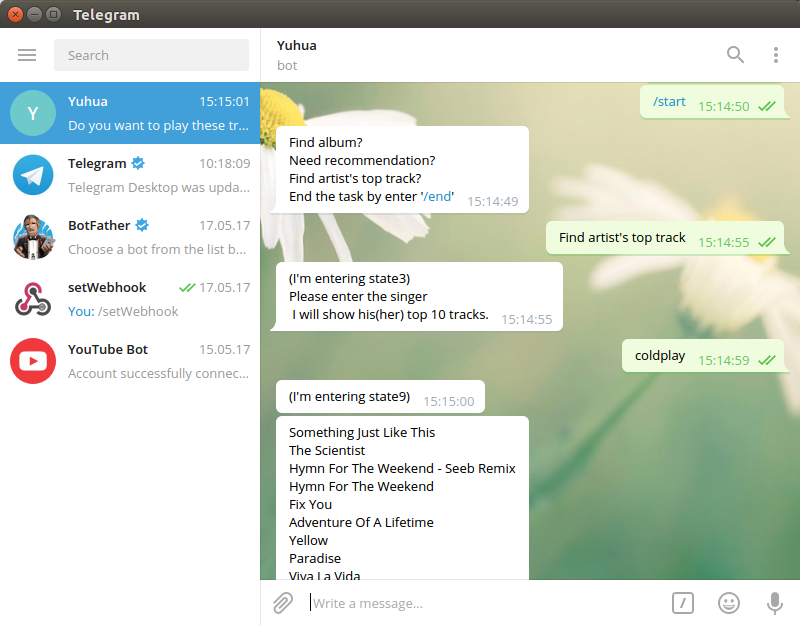 Telegram
Search
Y
Yuhua
15:15:01
Do you want to play these tr...
Telegram
10:18:09
Telegram Desktop was upda...
BotFather
17.05.17
Choose a bot from the list b...
setWebhook
17.05.17
You: /setWebhook
YouTube Bot
15.05.17
Account successfully connec...
Yuhua
bot
/start
15:14:50
Find album?
Need recommendation?
Find artist's top track?
End the task by enter '/end'
15:14:49
Find artist's top track
15:14:55
(I'm entering state3)
Please enter the singer
I will show his(her) top 10 tracks.
15:14:55
coldplay
15:14:59
(I'm entering state9)
15:15:00
Something Just Like This
The Scientist
Hymn For The Weekend - Seeb Remix
Hymn For The Weekend
Fix You
Adventure Of A Lifetime
Yellow
Paradise
Viva La Vida
Write a message...
/